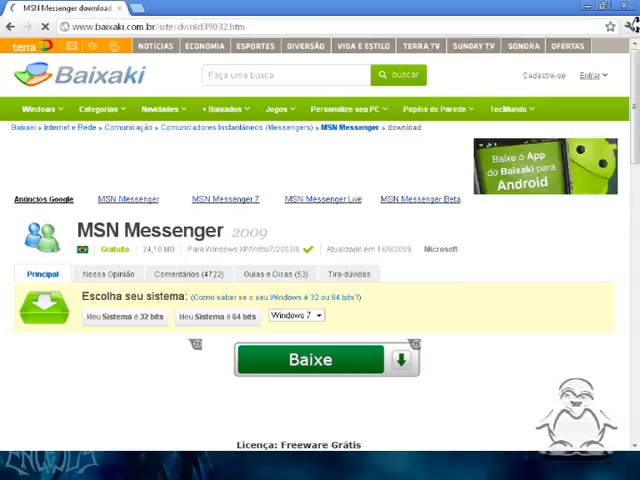 MSN Messenger download
www.baixaki.com.br/site/dwnld39032.htm
terra NOTÍCIAS ECONOMIA ESPORTES DIVERSÃO VIDA E ESTILO TERRA TV SUNDAY TV SONORA OFERTAS
Baixaki Faça uma busca buscar Cadastre-se Entrar
Windows Categorias Novidades + Baixados Jogos Personalize seu PC Papéis de Parede TecMundo
Baixaki » Internet e Rede » Comunicação » Comunicadores Instantâneos (Messengers) » MSN Messenger » download
Baixe o App
do Baixaki para
Android
Anúncios Google MSN Messenger MSN Messenger 7 MSN Messenger Live MSN Messenger Beta
MSN Messenger 2009
Gratuito 24,10 MB Para Windows XP/Vista/7/2003/8 Atualizado em 18/9/2009 Microsoft
Principal Nossa Opinião Comentários (4722) Guias e Dicas (53) Tira-dúvidas
Escolha seu sistema: (Como saber se o seu Windows é 32 ou 64 bits?)
Meu Sistema é 32 bits Meu Sistema é 64 bits Windows 7
Baixe
Licença: Freeware Grátis